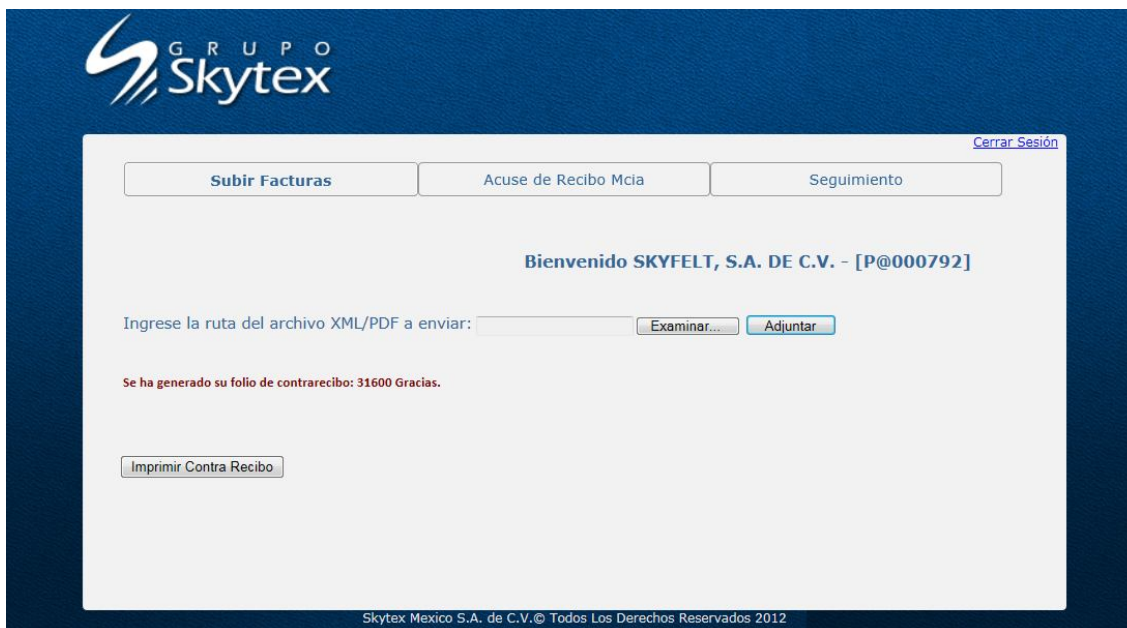 GRUPO
Skytex
Cerrar Sesión
Subir Facturas
Acuse de Recibo Mcia
Seguimiento
Bienvenido SKYFELT, S.A. DE C.V. - [P@000792]
Ingrese la ruta del archivo XML/PDF a enviar: Examinar... Adjuntar
Se ha generado su folio de contrarecibo: 31600 Gracias.
Imprimir Contra Recibo
Skytex Mexico S.A. de C.V.© Todos Los Derechos Reservados 2012